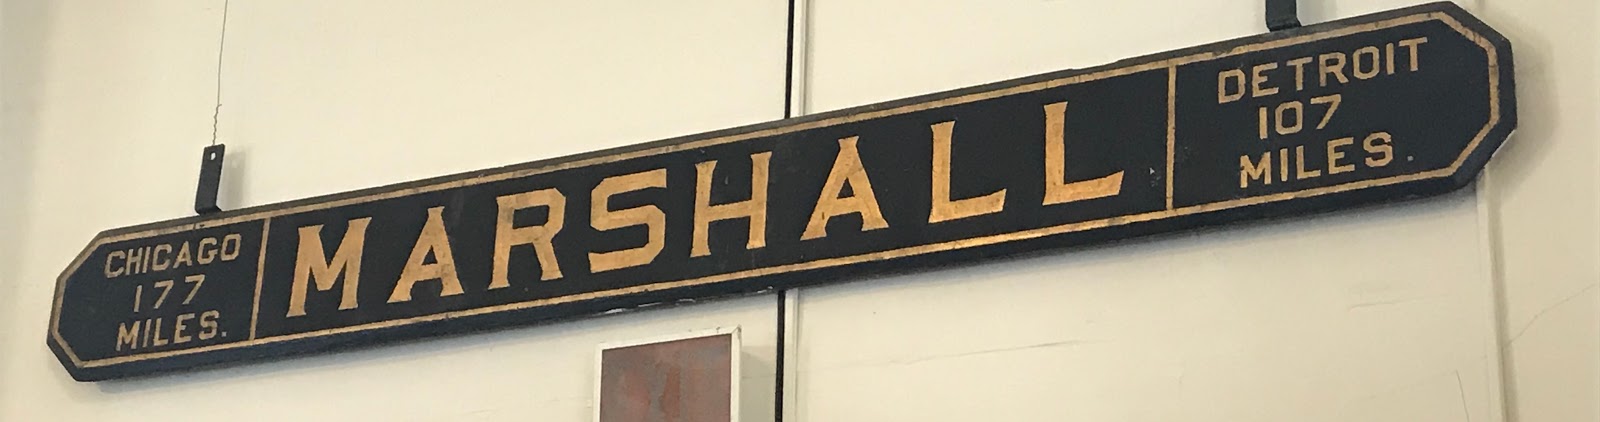 CHICAGO
177
MILES.
MARSHALL
DETROIT
107
MILES.